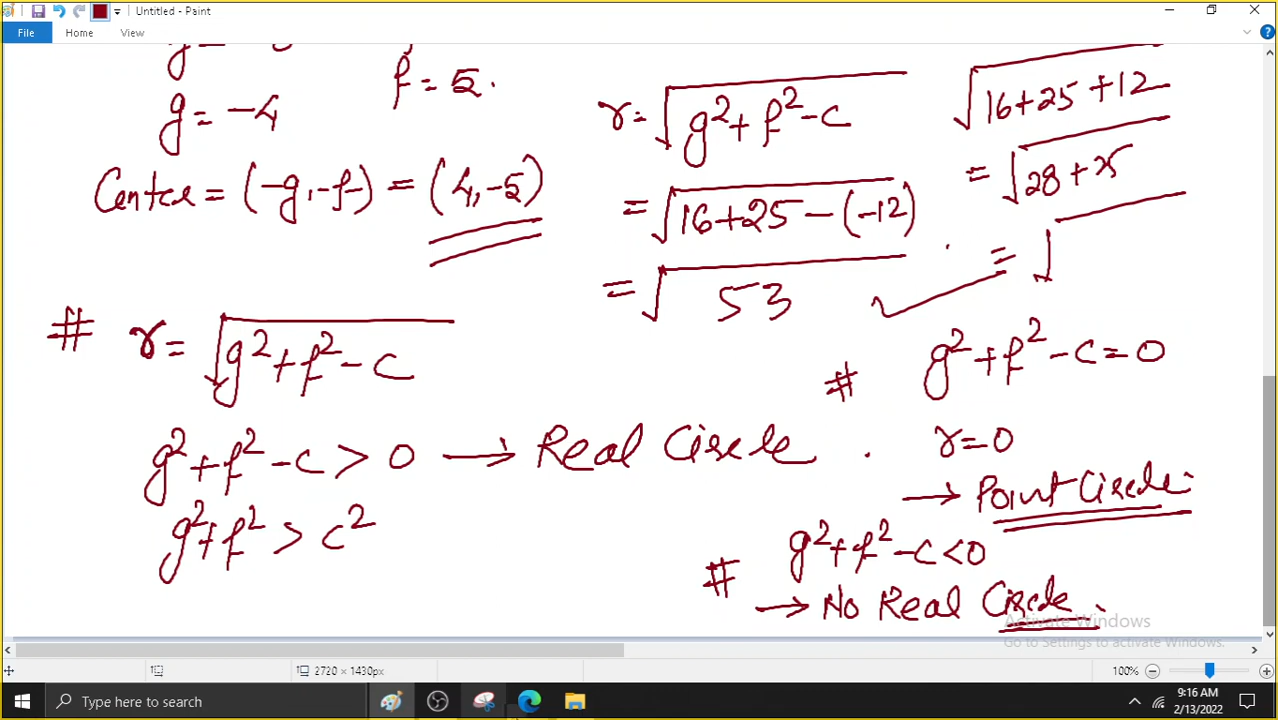 Untitled - Paint
File Home View
g = -4
f = 5.
Center = (-g, -f) = (4, -5)
r = √g²+f²-c
= √16+25-(-12)
= √53
√16+25+12
= √28+25
= √
# r = √g²+f²-c
g²+f²-c > 0 → Real Circle.
g²+f² > c²
# g²+f²-c=0
r=0
→ Point Circle.
# g²+f²-c<0
→ No Real Circle.
Activate Windows
Go to Settings to activate Windows.
2720 × 1430px
100%
Type here to search
9:16 AM
2/13/2022